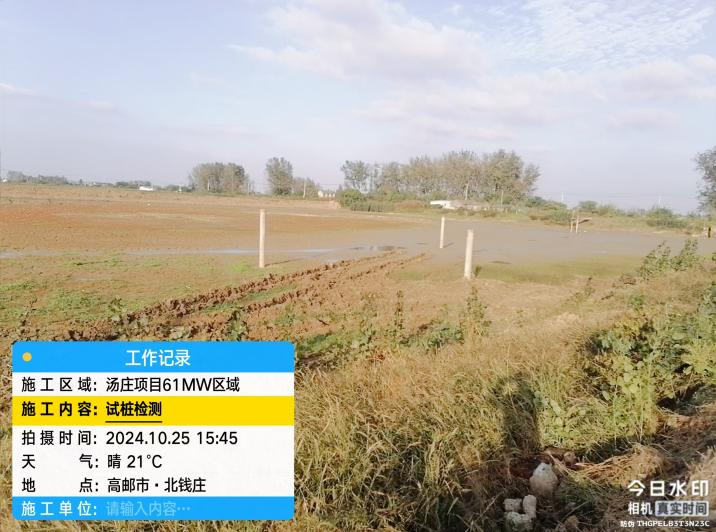 工作记录
施工区域：汤庄项目61MW区域
施工内容：试桩检测
拍摄时间：2024.10.25 15:45
天气：晴 21℃
地点：高邮市·北钱庄
施工单位：请输入内容...
今日水印
相机 真实时间
防伪 THGPELB3T3N23C